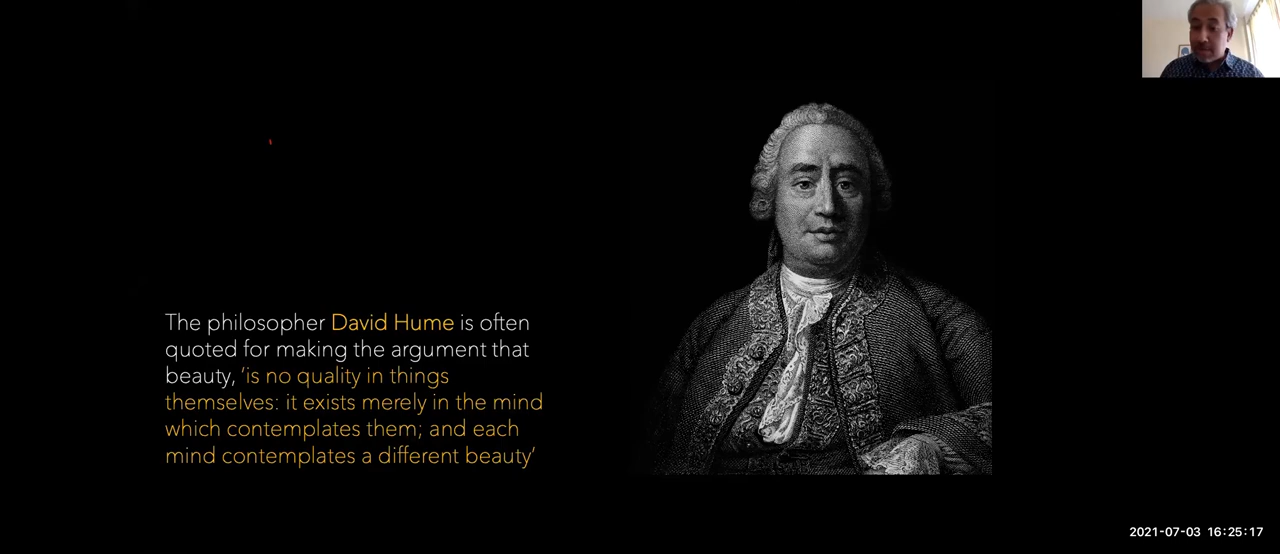 The philosopher David Hume is often
quoted for making the argument that
beauty, ‘is no quality in things
themselves: it exists merely in the mind
which contemplates them; and each
mind contemplates a different beauty’
2021-07-03 16:25:17